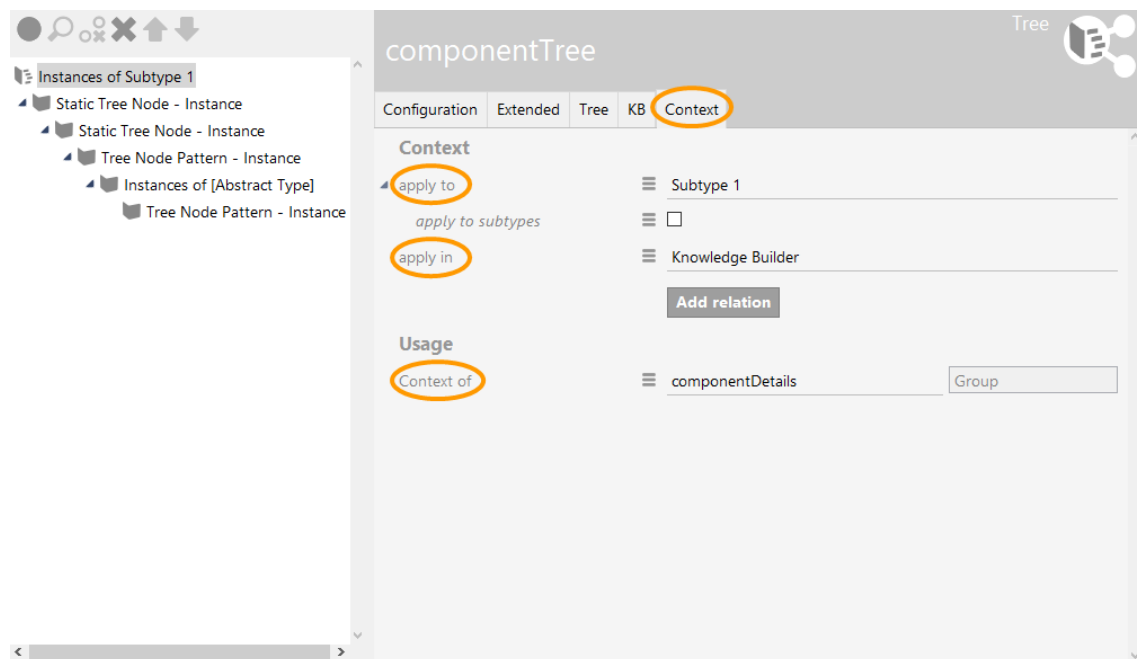 Instances of Subtype 1
Static Tree Node - Instance
Static Tree Node - Instance
Tree Node Pattern - Instance
Instances of [Abstract Type]
Tree Node Pattern - Instance
Tree
componentTree
Configuration Extended Tree KB Context
Context
apply to Subtype 1
apply to subtypes
apply in Knowledge Builder
Add relation
Usage
Context of componentDetails Group